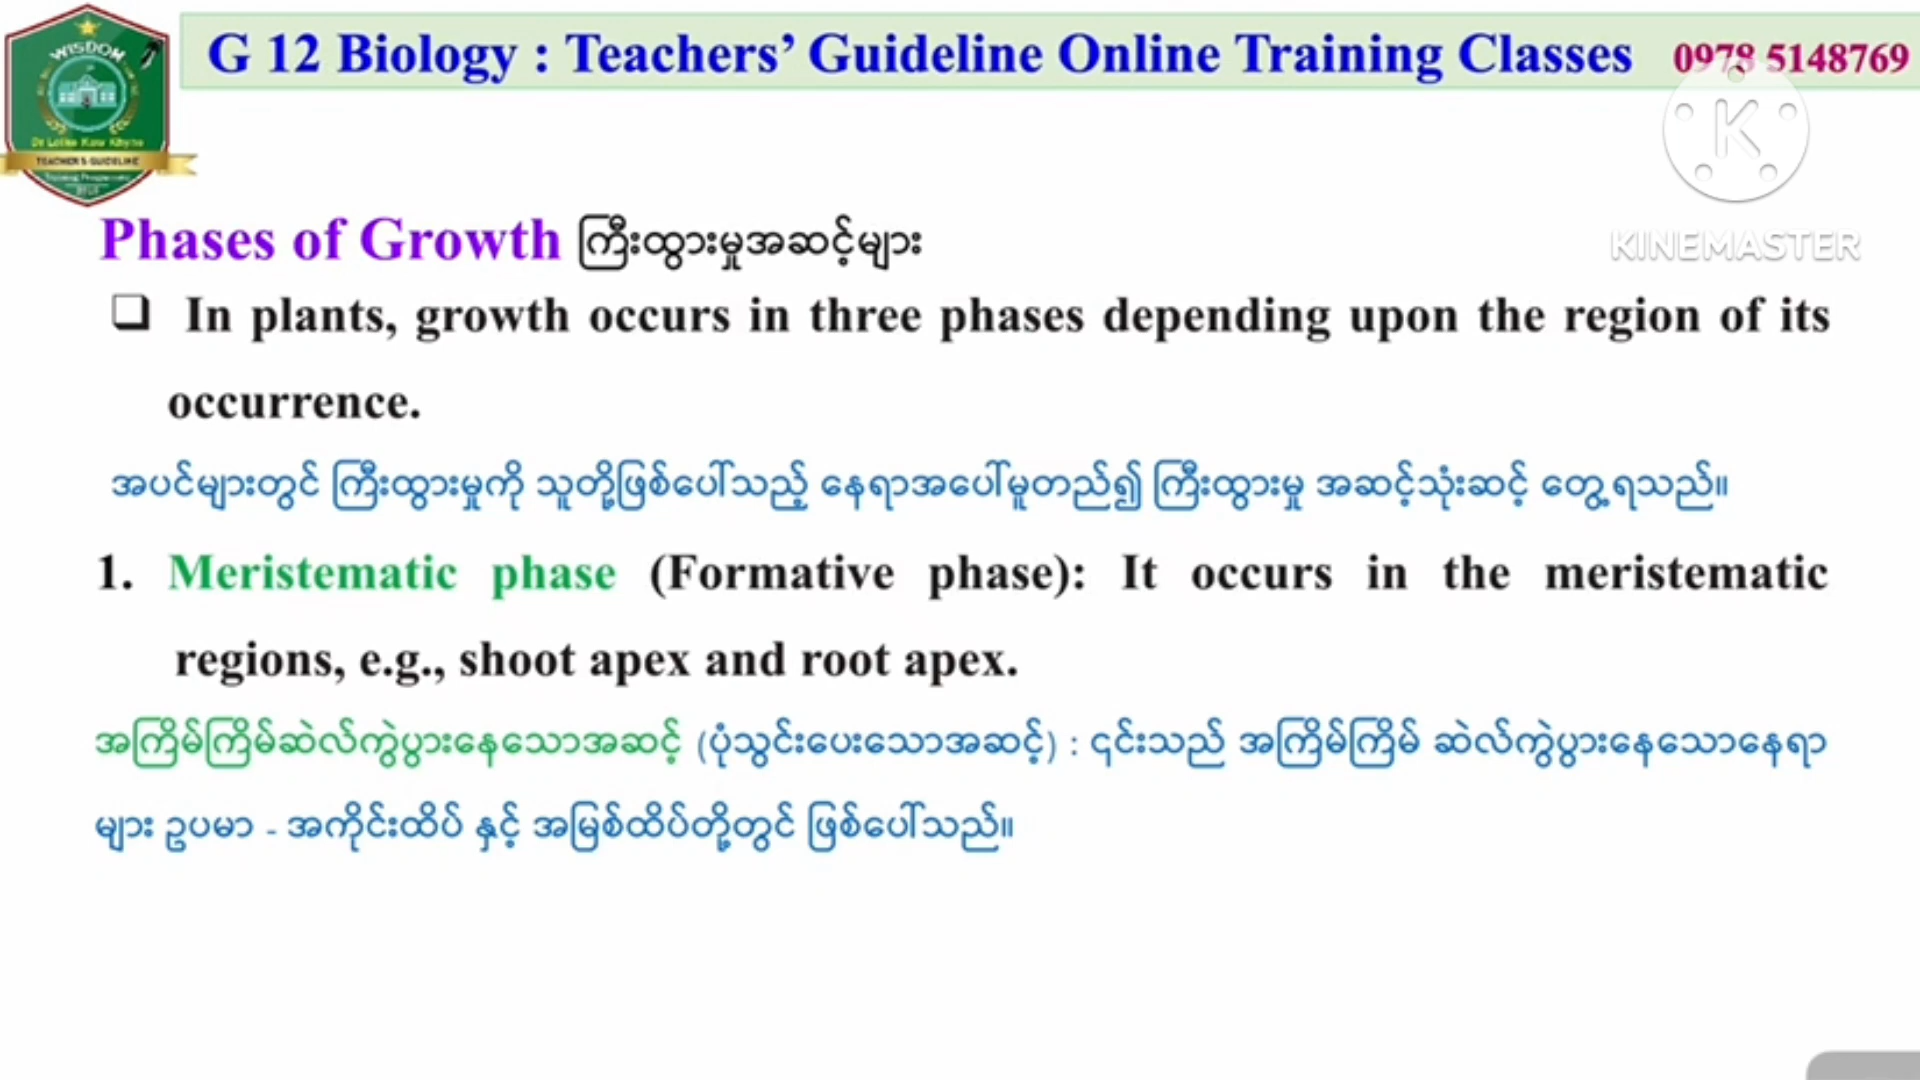 WISDOM
G 12 Biology : Teachers’ Guideline Online Training Classes 0978 5148769
TEACHER'S GUIDELINE
K
KINEMASTER
Phases of Growth ကြီးထွားမှုအဆင့်များ
❑ In plants, growth occurs in three phases depending upon the region of its
occurrence.
အပင်များတွင် ကြီးထွားမှုကို သူတို့ဖြစ်ပေါ်သည့် နေရာအပေါ်မူတည်၍ ကြီးထွားမှု အဆင့်သုံးဆင့် တွေ့ရသည်။
1. Meristematic phase (Formative phase): It occurs in the meristematic
regions, e.g., shoot apex and root apex.
အကြိမ်ကြိမ်ဆဲလ်ကွဲပွားနေသောအဆင့် (ပုံသွင်းပေးသောအဆင့်) : ၎င်းသည် အကြိမ်ကြိမ် ဆဲလ်ကွဲပွားနေသောနေရာ
များ ဥပမာ - အကိုင်းထိပ် နှင့် အမြစ်ထိပ်တို့တွင် ဖြစ်ပေါ်သည်။